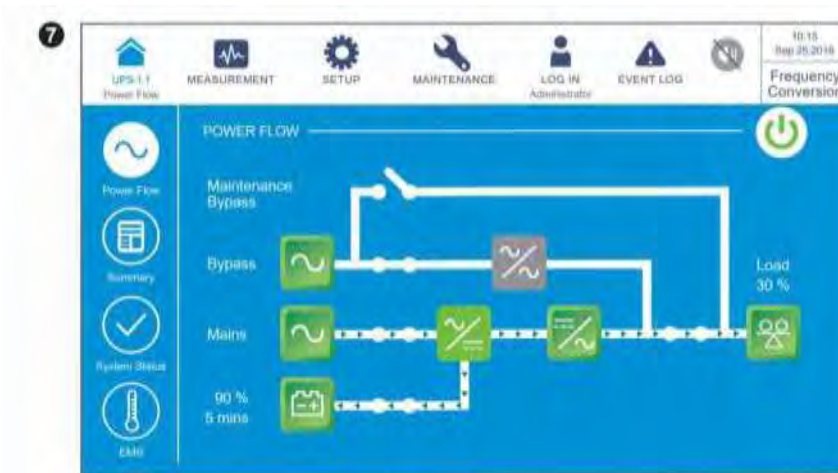 7
UPS-1.1
Power Flow
MEASUREMENT
SETUP
MAINTENANCE
LOG IN
Administrator
EVENT LOG
10:15
Sep 26,2016
Frequency
Conversion
POWER FLOW
Power Flow
Maintenance
Bypass
Summary
Bypass
Load
30 %
System Status
Mains
90 %
5 mins
EMS